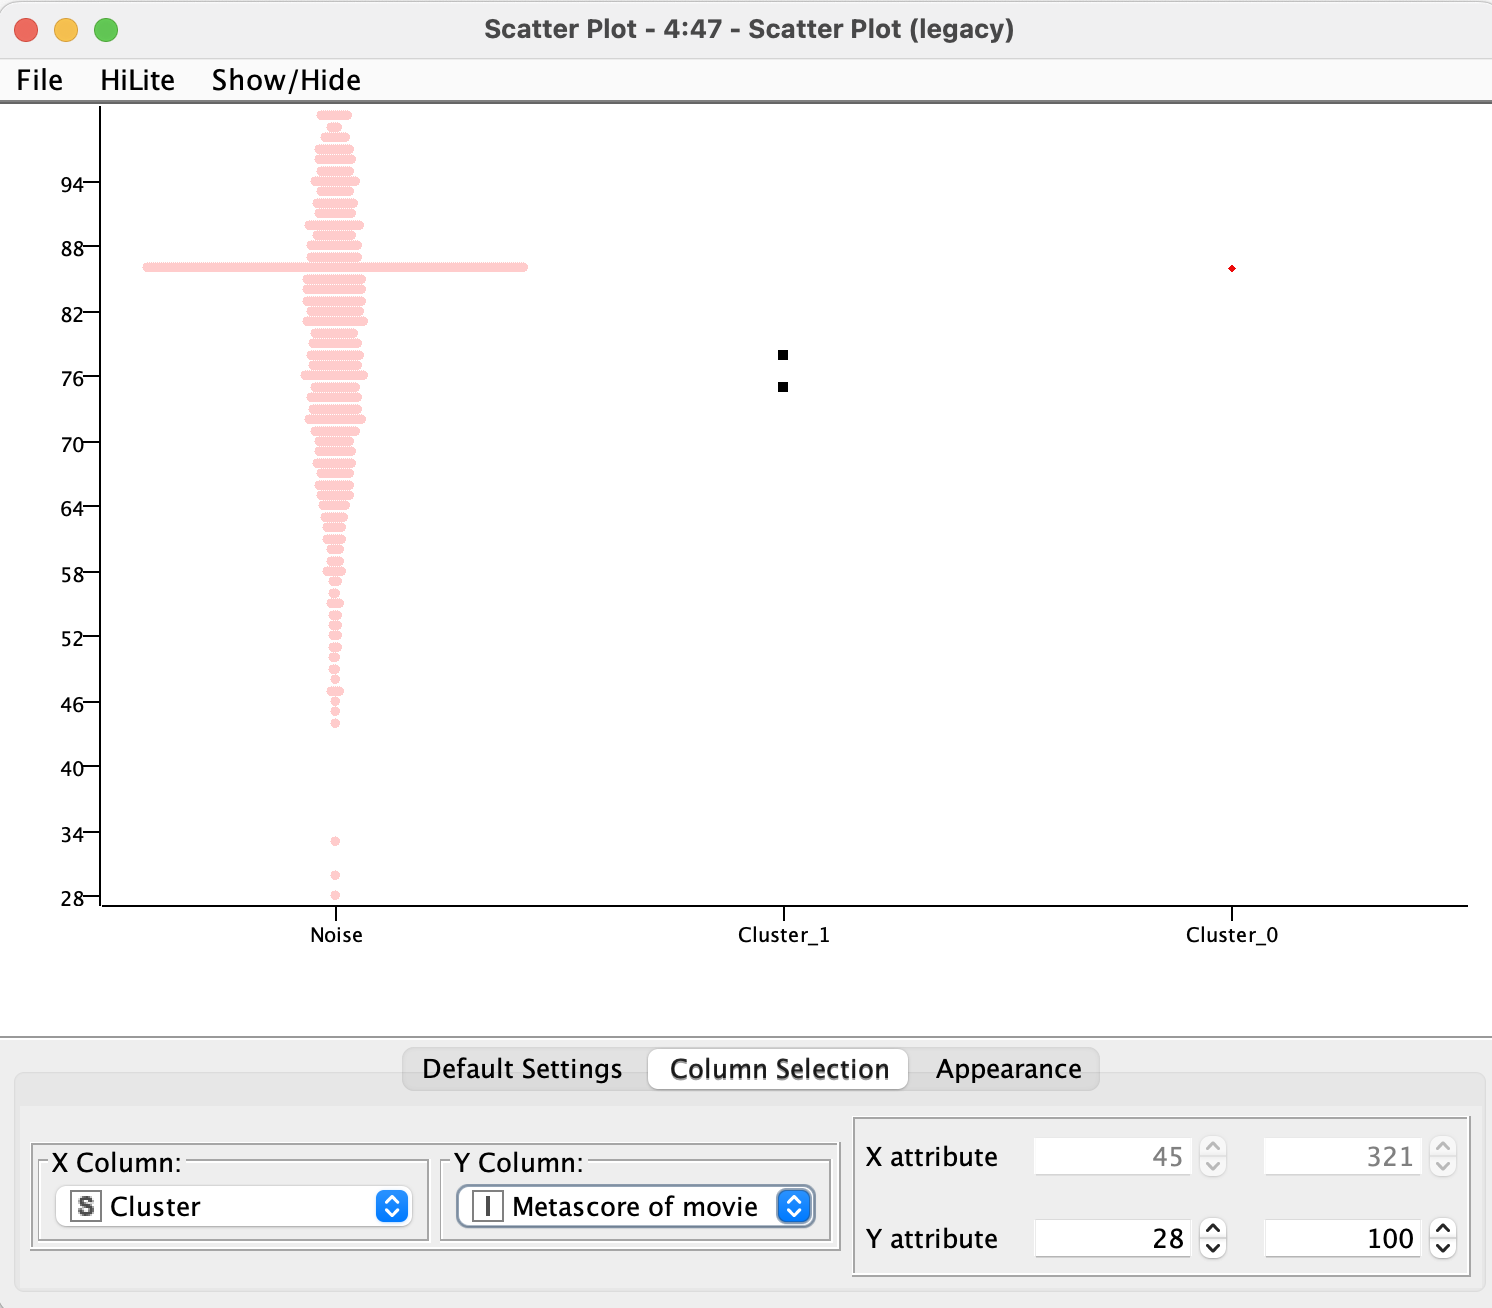 Scatter Plot - 4:47 - Scatter Plot (legacy)
File HiLite Show/Hide
94
88
82
76
70
64
58
52
46
40
34
28
Noise Cluster_1 Cluster_0
Default Settings Column Selection Appearance
X Column: Y Column:
S Cluster I Metascore of movie
X attribute 45 321
Y attribute 28 100